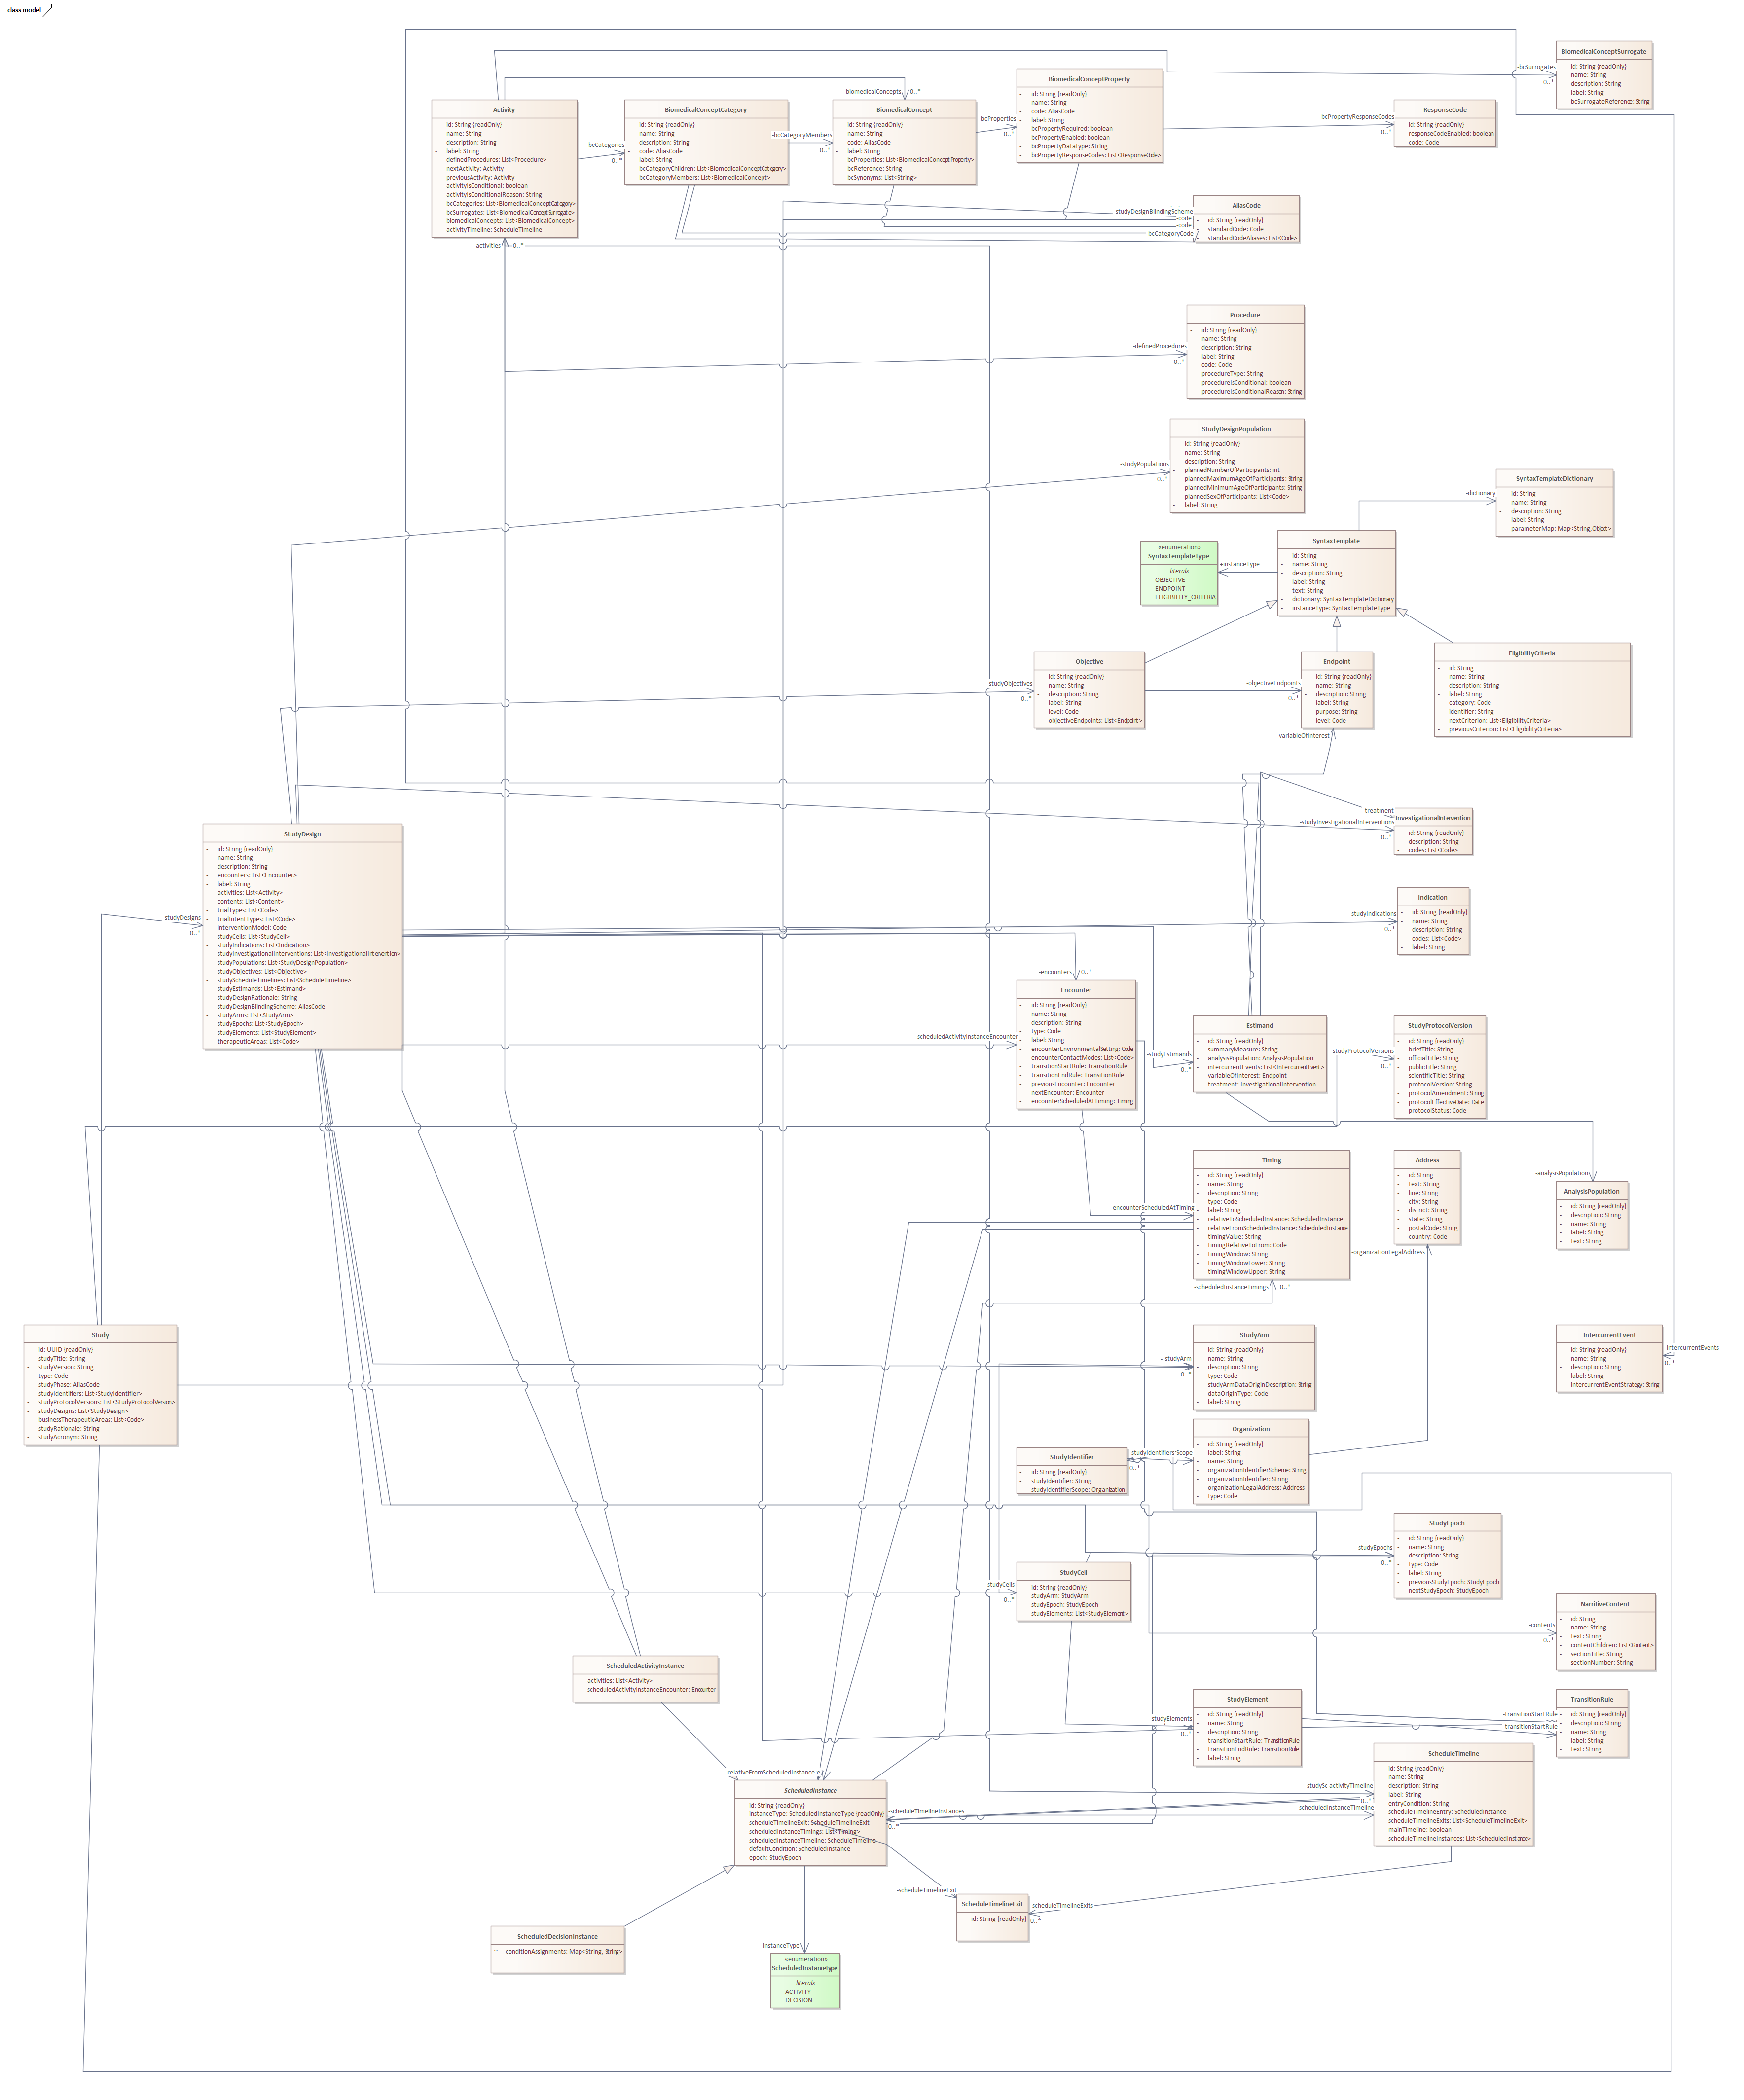 class model
BiomedicalConceptSurrogate
- id: String {readOnly}
- name: String
- description: String
- label: String
- bcSurrogateReference: String
-bcSurrogates
0..*
Activity
- id: String {readOnly}
- name: String
- description: String
- label: String
- definedProcedures: List<Procedure>
- nextActivity: Activity
- previousActivity: Activity
- activityIsConditional: boolean
- activityIsConditionalReason: String
- bcCategories: List<BiomedicalConceptCategory>
- bcSurrogates: List<BiomedicalConceptSurrogate>
- biomedicalConcepts: List<BiomedicalConcept>
- activityTimeline: ScheduleTimeline
-bcCategories
0..*
BiomedicalConceptCategory
- id: String {readOnly}
- name: String
- description: String
- code: AliasCode
- label: String
- bcCategoryChildren: List<BiomedicalConceptCategory>
- bcCategoryMembers: List<BiomedicalConcept>
-bcCategoryMembers
0..*
-biomedicalConcepts
0..*
BiomedicalConcept
- id: String {readOnly}
- name: String
- code: AliasCode
- label: String
- bcProperties: List<BiomedicalConceptProperty>
- bcReference: String
- bcSynonyms: List<String>
-bcProperties
0..*
BiomedicalConceptProperty
- id: String {readOnly}
- name: String
- code: AliasCode
- label: String
- bcPropertyRequired: boolean
- bcPropertyEnabled: boolean
- bcPropertyDatatype: String
- bcPropertyResponseCodes: List<ResponseCode>
-bcPropertyResponseCodes
0..*
ResponseCode
- id: String {readOnly}
- responseCodeEnabled: boolean
- code: Code
-studyDesignBlindingScheme
-code
-code
-bcCategoryCode
AliasCode
- id: String {readOnly}
- standardCode: Code
- standardCodeAliases: List<Code>
-activities
0..*
Procedure
- id: String {readOnly}
- name: String
- description: String
- label: String
- code: Code
- procedureType: String
- procedureIsConditional: boolean
- procedureIsConditionalReason: String
-definedProcedures
0..*
StudyDesignPopulation
- id: String {readOnly}
- name: String
- description: String
- plannedNumberOfParticipants: int
- plannedMaximumAgeOfParticipants: String
- plannedMinimumAgeOfParticipants: String
- plannedSexOfParticipants: List<Code>
- label: String
-studyPopulations
0..*
SyntaxTemplateDictionary
- id: String
- name: String
- description: String
- label: String
- parameterMap: Map<String,Object>
-dictionary
SyntaxTemplate
- id: String
- name: String
- description: String
- label: String
- text: String
- dictionary: SyntaxTemplateDictionary
- instanceType: SyntaxTemplateType
+instanceType
«enumeration»
SyntaxTemplateType
literals
OBJECTIVE
ENDPOINT
ELIGIBILITY_CRITERIA
Objective
- id: String {readOnly}
- name: String
- description: String
- label: String
- level: Code
- objectiveEndpoints: List<Endpoint>
-studyObjectives
0..*
-objectiveEndpoints
0..*
Endpoint
- id: String {readOnly}
- name: String
- description: String
- label: String
- purpose: String
- level: Code
-variableOfInterest
EligibilityCriteria
- id: String
- name: String
- description: String
- label: String
- category: Code
- identifier: String
- nextCriterion: List<EligibilityCriteria>
- previousCriterion: List<EligibilityCriteria>
-treatment
-studyInvestigationalInterventions
0..*
InvestigationalIntervention
- id: String {readOnly}
- description: String
- codes: List<Code>
StudyDesign
- id: String {readOnly}
- name: String
- description: String
- encounters: List<Encounter>
- label: String
- activities: List<Activity>
- contents: List<Content>
- trialTypes: List<Code>
- trialIntentTypes: List<Code>
- interventionModel: Code
- studyCells: List<StudyCell>
- studyIndications: List<Indication>
- studyInvestigationalInterventions: List<InvestigationalIntervention>
- studyPopulations: List<StudyDesignPopulation>
- studyObjectives: List<Objective>
- studyScheduleTimelines: List<ScheduleTimeline>
- studyEstimands: List<Estimand>
- studyDesignRationale: String
- studyDesignBlindingScheme: AliasCode
- studyArms: List<StudyArm>
- studyEpochs: List<StudyEpoch>
- studyElements: List<StudyElement>
- therapeuticAreas: List<Code>
-studyDesigns
0..*
-studyIndications
0..*
Indication
- id: String {readOnly}
- name: String
- description: String
- codes: List<Code>
- label: String
-encounters
0..*
Encounter
- id: String {readOnly}
- name: String
- description: String
- type: Code
- label: String
- encounterEnvironmentalSetting: Code
- encounterContactModes: List<Code>
- transitionStartRule: TransitionRule
- transitionEndRule: TransitionRule
- previousEncounter: Encounter
- nextEncounter: Encounter
- encounterScheduledAtTiming: Timing
-scheduledActivityInstanceEncounter
-studyEstimands
0..*
Estimand
- id: String {readOnly}
- summaryMeasure: String
- analysisPopulation: AnalysisPopulation
- intercurrentEvents: List<IntercurrentEvent>
- variableOfInterest: Endpoint
- treatment: InvestigationalIntervention
-studyProtocolVersions
0..*
StudyProtocolVersion
- id: String {readOnly}
- briefTitle: String
- officialTitle: String
- publicTitle: String
- scientificTitle: String
- protocolVersion: String
- protocolAmendment: String
- protocolEffectiveDate: Date
- protocolStatus: Code
Timing
- id: String {readOnly}
- name: String
- description: String
- type: Code
- label: String
- relativeToScheduledInstance: ScheduledInstance
- relativeFromScheduledInstance: ScheduledInstance
- timingValue: String
- timingRelativeToFrom: Code
- timingWindow: String
- timingWindowLower: String
- timingWindowUpper: String
-encounterScheduledAtTiming
-scheduledInstanceTimings
0..*
Address
- id: String
- text: String
- line: String
- city: String
- district: String
- state: String
- postalCode: String
- country: Code
-organizationLegalAddress
-analysisPopulation
AnalysisPopulation
- id: String {readOnly}
- description: String
- name: String
- label: String
- text: String
Study
- id: UUID {readOnly}
- studyTitle: String
- studyVersion: String
- type: Code
- studyPhase: AliasCode
- studyIdentifiers: List<StudyIdentifier>
- studyProtocolVersions: List<StudyProtocolVersion>
- studyDesigns: List<StudyDesign>
- businessTherapeuticAreas: List<Code>
- studyRationale: String
- studyAcronym: String
-studyArm
StudyArm
- id: String {readOnly}
- name: String
- description: String
- type: Code
- studyArmDataOriginDescription: String
- dataOriginType: Code
- label: String
IntercurrentEvent
- id: String {readOnly}
- name: String
- description: String
- label: String
- intercurrentEventStrategy: String
-intercurrentEvents
0..*
Organization
- id: String {readOnly}
- label: String
- name: String
- organizationIdentifierScheme: String
- organizationIdentifier: String
- organizationLegalAddress: Address
- type: Code
StudyIdentifier
- id: String {readOnly}
- studyIdentifier: String
- studyIdentifierScope: Organization
0..*
StudyEpoch
- id: String {readOnly}
- name: String
- description: String
- type: Code
- label: String
- previousStudyEpoch: StudyEpoch
- nextStudyEpoch: StudyEpoch
-studyEpochs
0..*
-studyCells
0..*
StudyCell
- id: String {readOnly}
- studyArm: StudyArm
- studyEpoch: StudyEpoch
- studyElements: List<StudyElement>
NarritiveContent
- id: String
- name: String
- text: String
- contentChildren: List<Content>
- sectionTitle: String
- sectionNumber: String
-contents
0..*
ScheduledActivityInstance
- activities: List<Activity>
- scheduledActivityInstanceEncounter: Encounter
-studyElements
0..*
StudyElement
- id: String {readOnly}
- name: String
- description: String
- transitionStartRule: TransitionRule
- transitionEndRule: TransitionRule
- label: String
-transitionStartRule
-transitionStartRule
TransitionRule
- id: String {readOnly}
- description: String
- name: String
- label: String
- text: String
ScheduleTimeline
- id: String {readOnly}
- name: String
- description: String
- label: String
- entryCondition: String
- scheduleTimelineEntry: ScheduledInstance
- scheduleTimelineExits: List<ScheduleTimelineExit>
- mainTimeline: boolean
- scheduleTimelineInstances: List<ScheduledInstance>
-activityTimeline
0..*
-scheduledInstanceTimeline
-relativeFromScheduledInstance
ScheduledInstance
- id: String {readOnly}
- instanceType: ScheduledInstanceType {readOnly}
- scheduleTimelineExit: ScheduleTimelineExit
- scheduledInstanceTimings: List<Timing>
- scheduledInstanceTimeline: ScheduleTimeline
- defaultCondition: ScheduledInstance
- epoch: StudyEpoch
-scheduleTimelineInstances
0..*
-scheduleTimelineExit
ScheduleTimelineExit
- id: String {readOnly}
-scheduleTimelineExits
0..*
ScheduledDecisionInstance
~ conditionAssignments: Map<String, String>
-instanceType
«enumeration»
ScheduledInstanceType
literals
ACTIVITY
DECISION